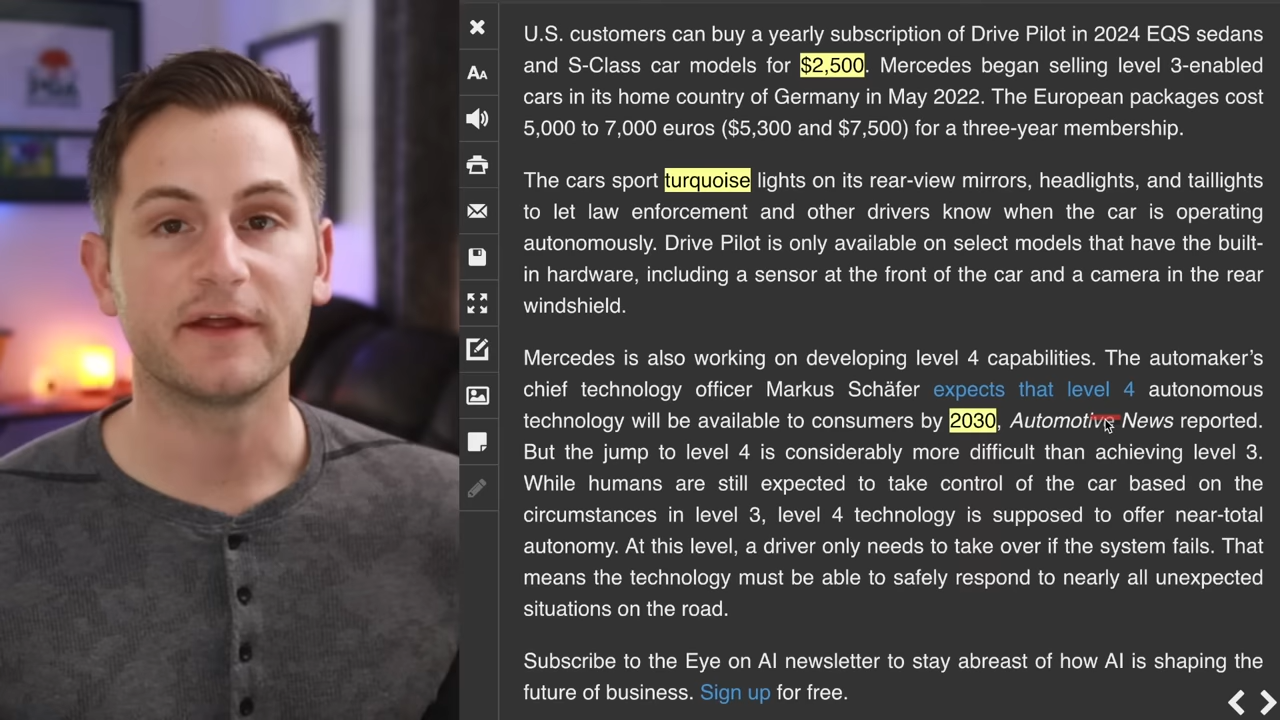 U.S. customers can buy a yearly subscription of Drive Pilot in 2024 EQS sedans
and S-Class car models for $2,500. Mercedes began selling level 3-enabled
cars in its home country of Germany in May 2022. The European packages cost
5,000 to 7,000 euros ($5,300 and $7,500) for a three-year membership.
The cars sport turquoise lights on its rear-view mirrors, headlights, and taillights
to let law enforcement and other drivers know when the car is operating
autonomously. Drive Pilot is only available on select models that have the built-
in hardware, including a sensor at the front of the car and a camera in the rear
windshield.
Mercedes is also working on developing level 4 capabilities. The automaker’s
chief technology officer Markus Schäfer expects that level 4 autonomous
technology will be available to consumers by 2030, Automotive News reported.
But the jump to level 4 is considerably more difficult than achieving level 3.
While humans are still expected to take control of the car based on the
circumstances in level 3, level 4 technology is supposed to offer near-total
autonomy. At this level, a driver only needs to take over if the system fails. That
means the technology must be able to safely respond to nearly all unexpected
situations on the road.
Subscribe to the Eye on AI newsletter to stay abreast of how AI is shaping the
future of business. Sign up for free.
AA